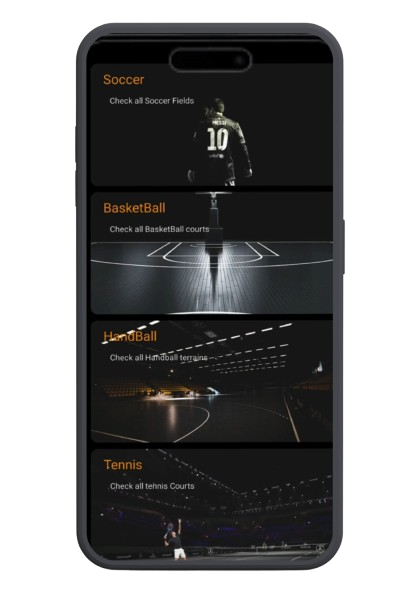 Soccer
Check all Soccer Fields
MESSI
10
BasketBall
Check all BasketBall courts
HandBall
Check all Handball terrains
Tennis
Check all tehnis Courts